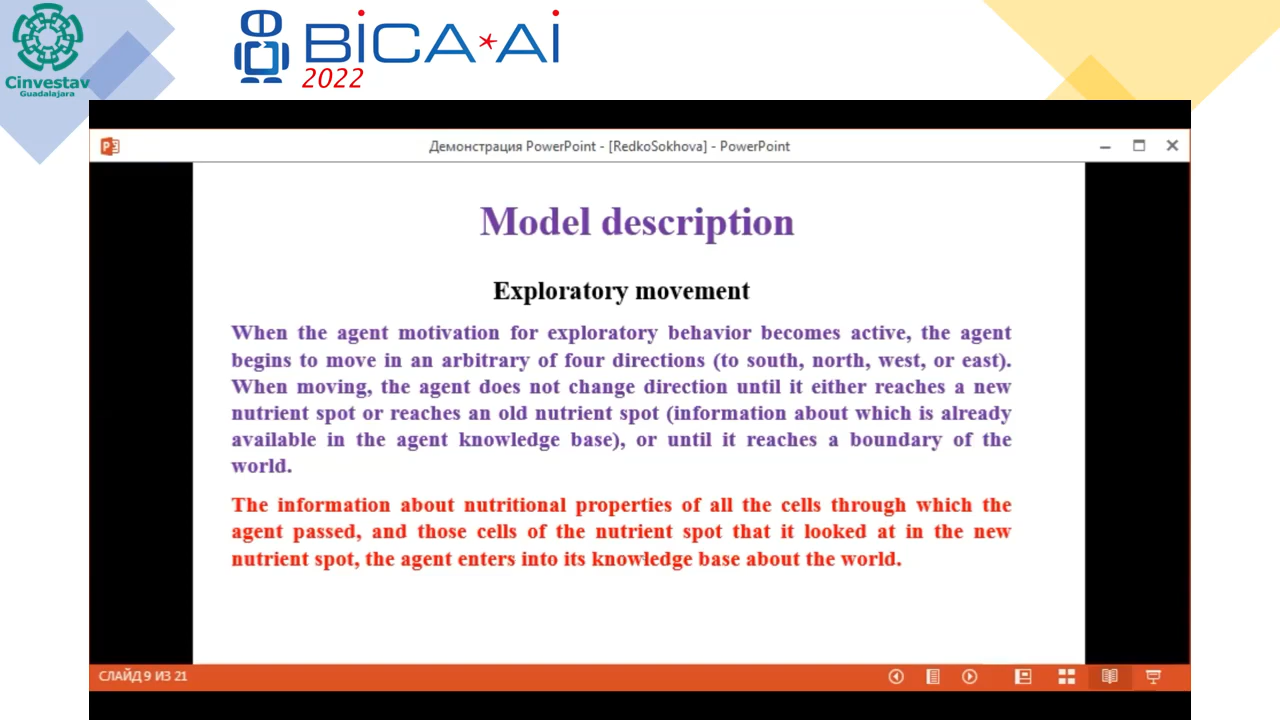 Cinvestav
Guadalajara
BiCA*Ai
2022
Демонстрация PowerPoint - [RedkoSokhova] - PowerPoint
Model description
Exploratory movement
When the agent motivation for exploratory behavior becomes active, the agent
begins to move in an arbitrary of four directions (to south, north, west, or east).
When moving, the agent does not change direction until it either reaches a new
nutrient spot or reaches an old nutrient spot (information about which is already
available in the agent knowledge base), or until it reaches a boundary of the
world.
The information about nutritional properties of all the cells through which the
agent passed, and those cells of the nutrient spot that it looked at in the new
nutrient spot, the agent enters into its knowledge base about the world.
СЛАЙД 9 ИЗ 21